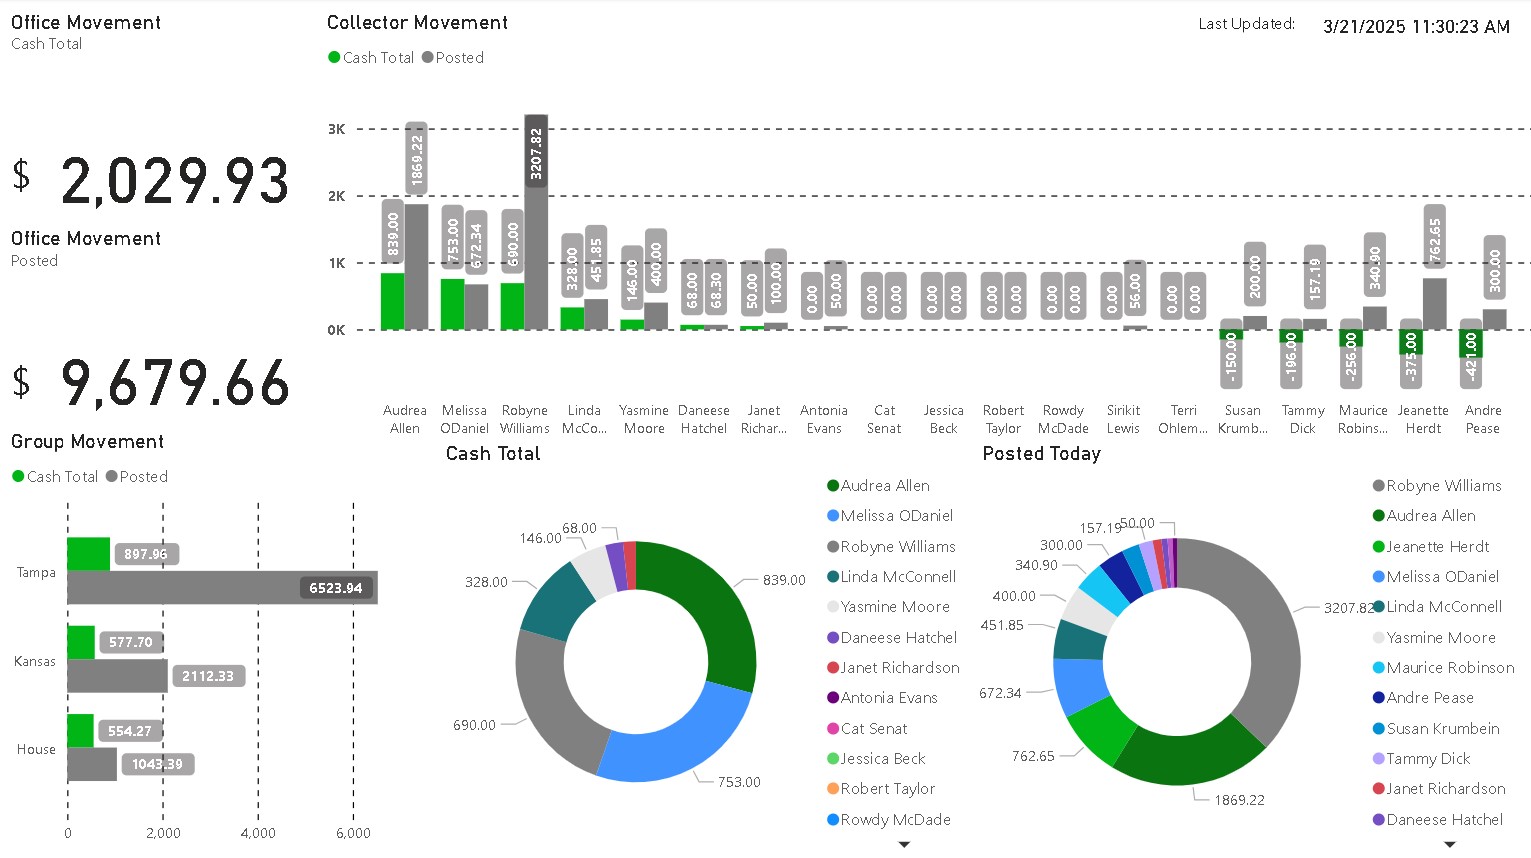 Office Movement
Cash Total
$ 2,029.93
Office Movement
Posted
$ 9,679.66
Collector Movement
Cash Total Posted
Last Updated: 3/21/2025 11:30:23 AM
3K
2K
1K
0K
839.00 1869.22
753.00 672.34
690.00 3207.82
328.00 451.85
146.00 400.00
68.00 68.30
50.00 100.00
0.00 50.00
0.00 0.00
0.00 0.00
0.00 0.00
0.00 0.00
0.00 56.00
0.00 0.00
-150.00 200.00
-196.00 157.19
-256.00 340.90
-375.00 762.65
-421.00 300.00
Audrea Allen
Melissa ODaniel
Robyne Williams
Linda McCo...
Yasmine Moore
Daneese Hatchel
Janet Richar...
Antonia Evans
Cat Senat
Jessica Beck
Robert Taylor
Rowdy McDade
Sirikit Lewis
Terri Ohlem...
Susan Krumb...
Tammy Dick
Maurice Robins...
Jeanette Herdt
Andre Pease
Group Movement
Cash Total Posted
Tampa
897.96
6523.94
Kansas
577.70
2112.33
House
554.27
1043.39
0 2,000 4,000 6,000
Cash Total
68.00
146.00
328.00
690.00
839.00
753.00
Audrea Allen
Melissa ODaniel
Robyne Williams
Linda McConnell
Yasmine Moore
Daneese Hatchel
Janet Richardson
Antonia Evans
Cat Senat
Jessica Beck
Robert Taylor
Rowdy McDade
Posted Today
50.00
157.19
300.00
340.90
400.00
451.85
672.34
762.65
3207.82
1869.22
Robyne Williams
Audrea Allen
Jeanette Herdt
Melissa ODaniel
Linda McConnell
Yasmine Moore
Maurice Robinson
Andre Pease
Susan Krumbein
Tammy Dick
Janet Richardson
Daneese Hatchel